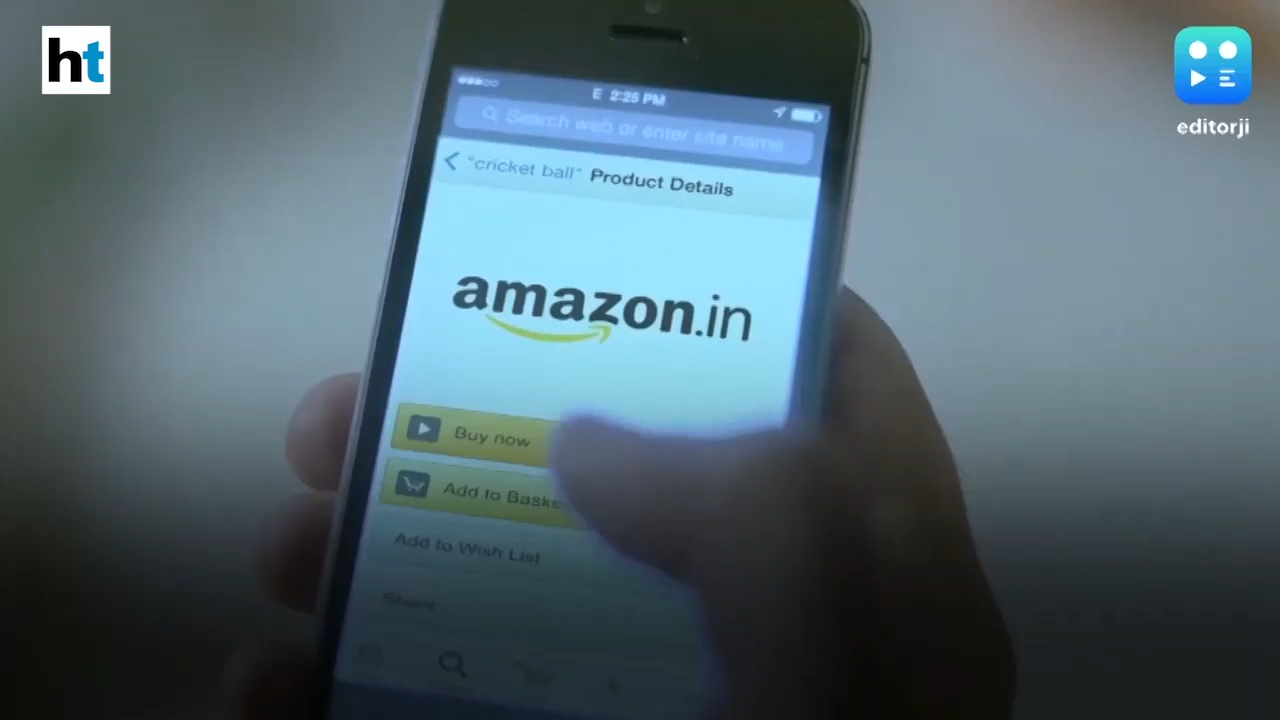 ht
editorji
E 2:25 PM
Search web or enter site name
"cricket ball" Product Details
amazon.in
Buy now
Add to Bask
Add to Wish List
Share